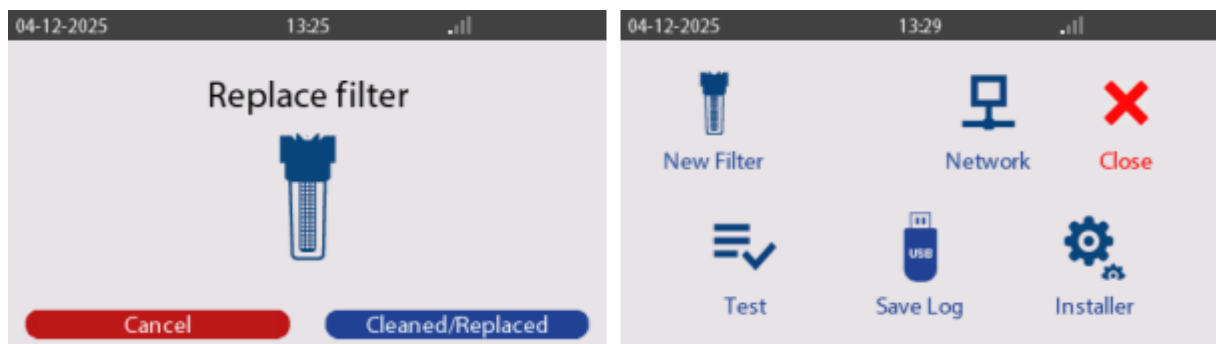 04-12-2025 13:25
Replace filter
Cancel Cleaned/Replaced
04-12-2025 13:29
New Filter Network Close
USB
Test Save Log Installer